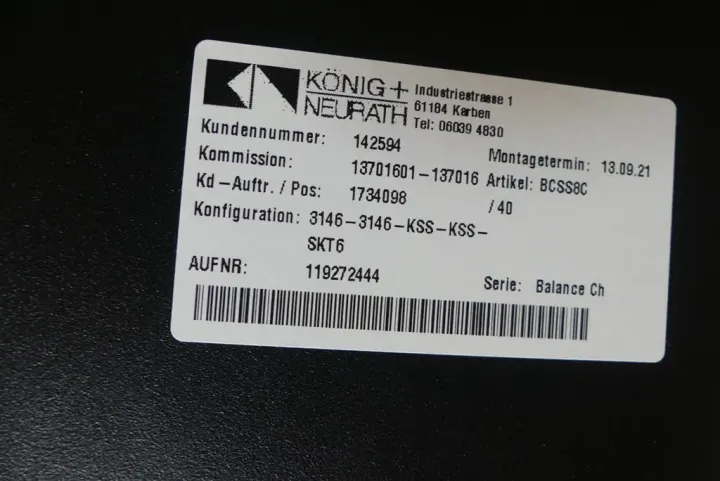 KÖNIG+
NEURATH
Industriestrasse 1
61184 Karben
Tel: 06039 4830
Kundennummer: 142594
Montagetermin: 13.09.21
Kommission: 13701601-137016
Artikel: BCSS8C
Kd-Auftr. / Pos: 1734098 / 40
Konfiguration: 3146-3146-KSS-KSS-
SKT6
AUFNR: 119272444
Serie: Balance Ch